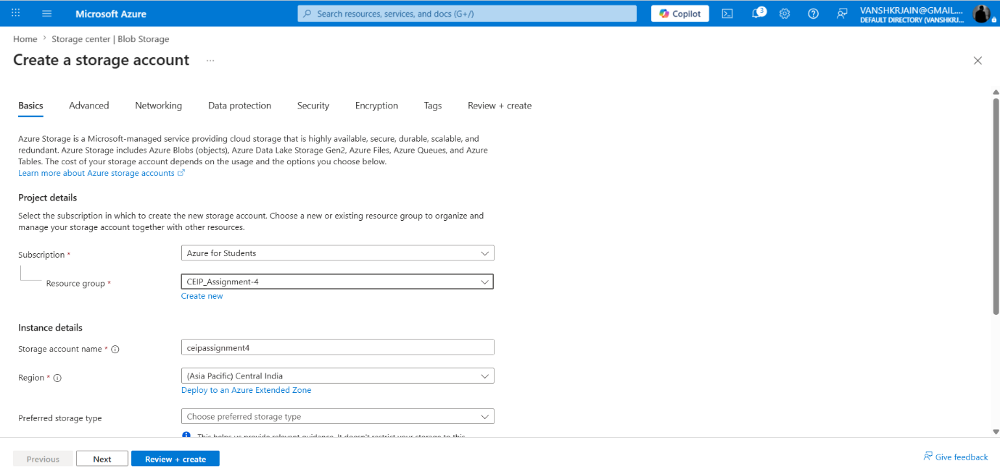 Microsoft Azure
Search resources, services, and docs (G+/)
Copilot
3
VANSHKRJAIN@GMAIL....
DEFAULT DIRECTORY (VANSHKRJ...
Home > Storage center | Blob Storage
Create a storage account ...
Basics Advanced Networking Data protection Security Encryption Tags Review + create
Azure Storage is a Microsoft-managed service providing cloud storage that is highly available, secure, durable, scalable, and
redundant. Azure Storage includes Azure Blobs (objects), Azure Data Lake Storage Gen2, Azure Files, Azure Queues, and Azure
Tables. The cost of your storage account depends on the usage and the options you choose below.
Learn more about Azure storage accounts
Project details
Select the subscription in which to create the new storage account. Choose a new or existing resource group to organize and
manage your storage account together with other resources.
Subscription *
Azure for Students
Resource group *
CEIP_Assignment-4
Create new
Instance details
Storage account name *
ceipassignment4
Region *
(Asia Pacific) Central India
Deploy to an Azure Extended Zone
Preferred storage type
Choose preferred storage type
This helps us provide relevant guidance. It doesn't restrict your storage to this
Previous
Next
Review + create
Give feedback